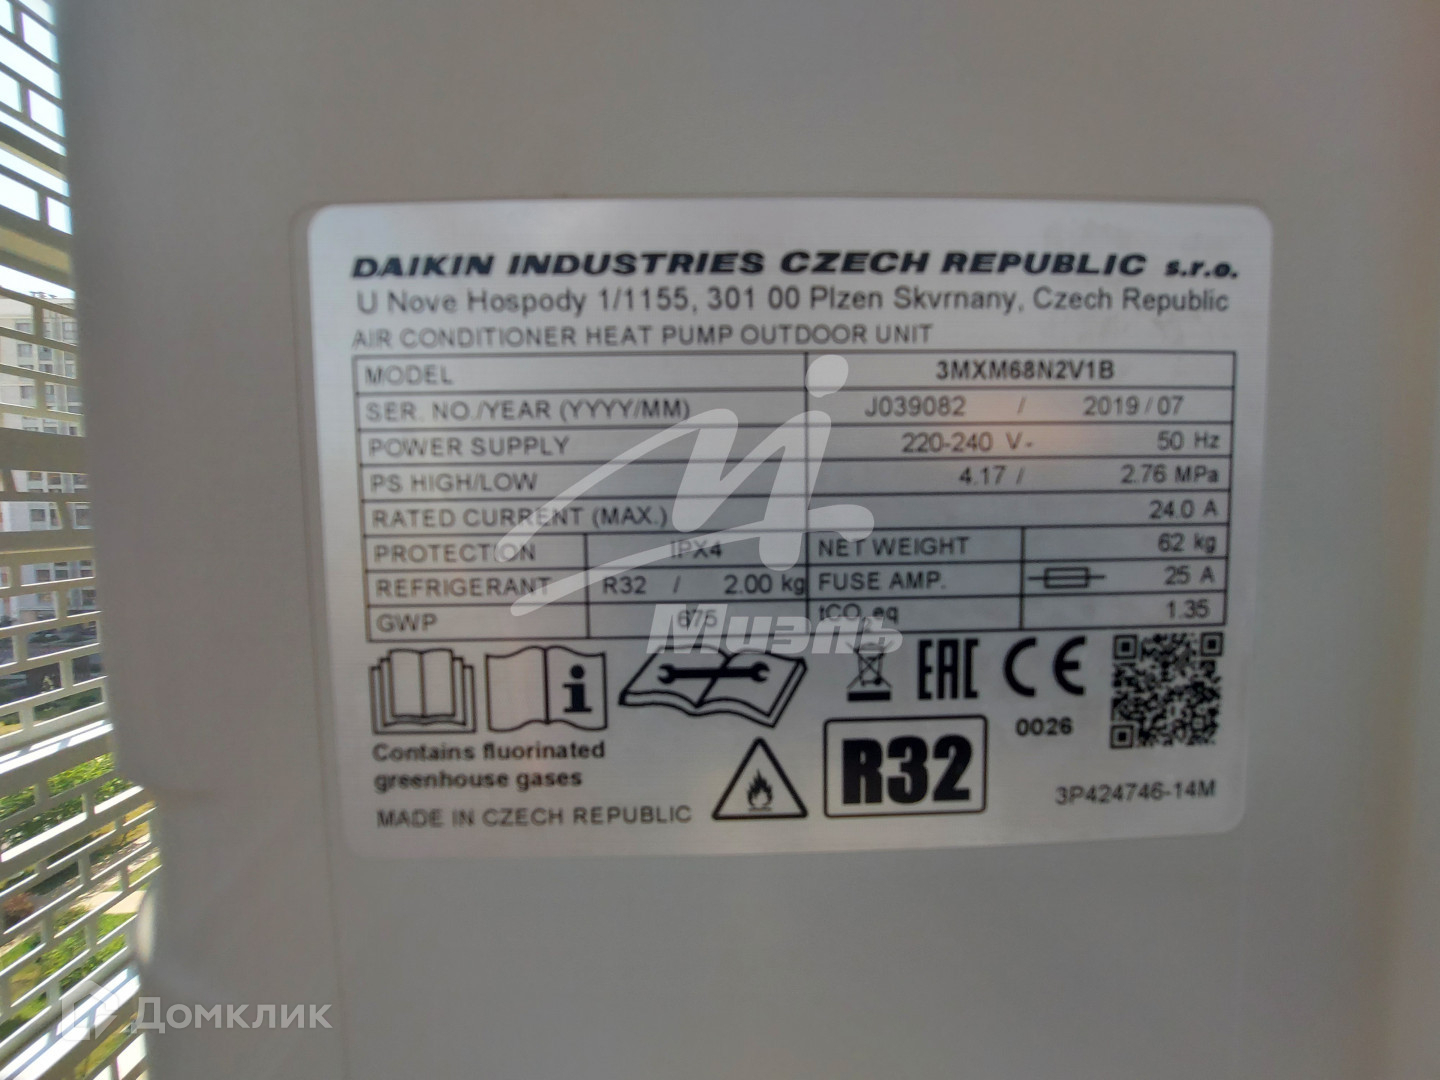 DAIKIN INDUSTRIES CZECH REPUBLIC s.r.o.
U Nove Hospody 1/1155, 301 00 Plzen Skvrnany, Czech Republic
AIR CONDITIONER HEAT PUMP OUTDOOR UNIT
MODEL 3MXM68N2V1B
SER. NO./YEAR (YYYY/MM) J039082 / 2019/07
POWER SUPPLY 220-240 V~ 50 Hz
PS HIGH/LOW 4.17 / 2.76 MPa
RATED CURRENT (MAX.) 24.0 A
PROTECTION IPX4 NET WEIGHT 62 kg
REFRIGERANT R32 / 2.00 kg FUSE AMP. 25 A
GWP 675 tCO₂eq 1.35
Миэль
i EAC CE
0026
Contains fluorinated
greenhouse gases
R32
3P424746-14M
MADE IN CZECH REPUBLIC
Домклик